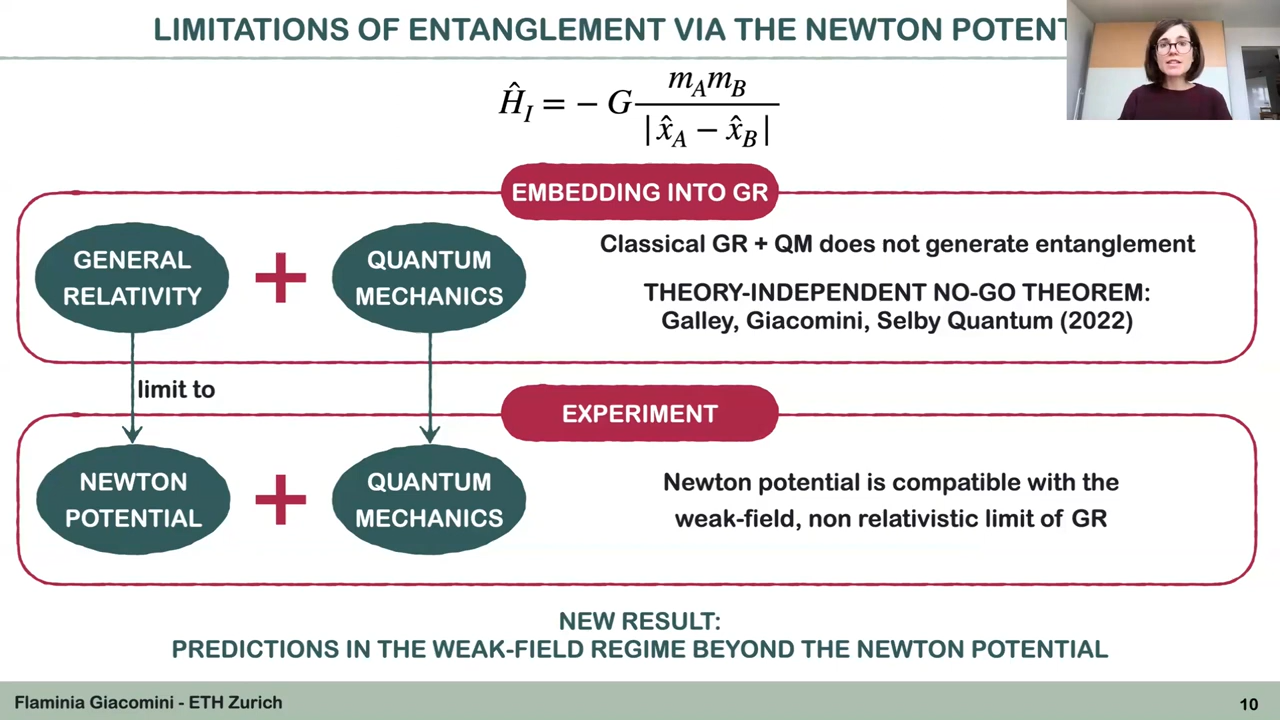 LIMITATIONS OF ENTANGLEMENT VIA THE NEWTON
Ĥ_I = − G m_A m_B / |x̂_A − x̂_B|
EMBEDDING INTO GR
GENERAL
RELATIVITY
+
QUANTUM
MECHANICS
Classical GR + QM does not generate entanglement
THEORY-INDEPENDENT NO-GO THEOREM:
Galley, Giacomini, Selby Quantum (2022)
limit to
EXPERIMENT
NEWTON
POTENTIAL
+
QUANTUM
MECHANICS
Newton potential is compatible with the
weak-field, non relativistic limit of GR
NEW RESULT:
PREDICTIONS IN THE WEAK-FIELD REGIME BEYOND THE NEWTON POTENTIAL
Flaminia Giacomini - ETH Zurich
10